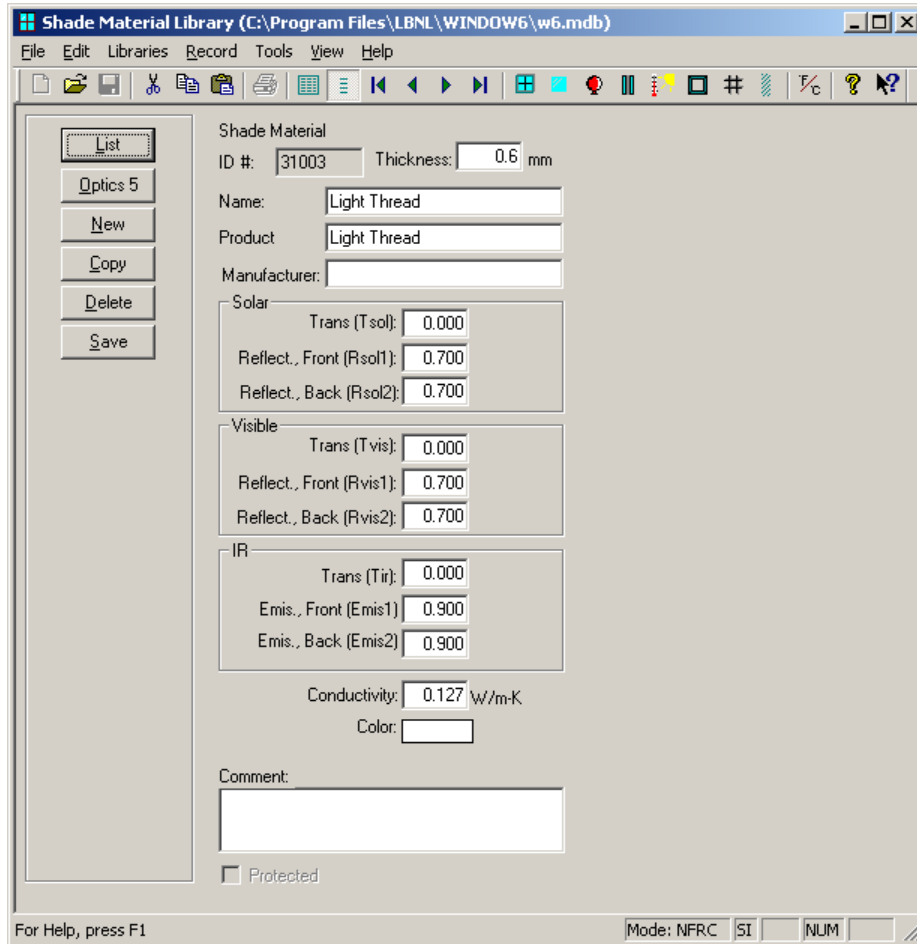 Shade Material Library (C:\Program Files\LBNL\WINDOW6\w6.mdb)
File Edit Libraries Record Tools View Help
F/C
List
Optics 5
New
Copy
Delete
Save
Shade Material
ID #: 31003 Thickness: 0.6 mm
Name: Light Thread
Product Light Thread
Manufacturer:
Solar
Trans (Tsol): 0.000
Reflect., Front (Rsol1): 0.700
Reflect., Back (Rsol2): 0.700
Visible
Trans (Tvis): 0.000
Reflect., Front (Rvis1): 0.700
Reflect., Back (Rvis2): 0.700
IR
Trans (Tir): 0.000
Emis., Front (Emis1) 0.900
Emis., Back (Emis2) 0.900
Conductivity: 0.127 W/m-K
Color:
Comment:
Protected
For Help, press F1 Mode: NFRC SI NUM